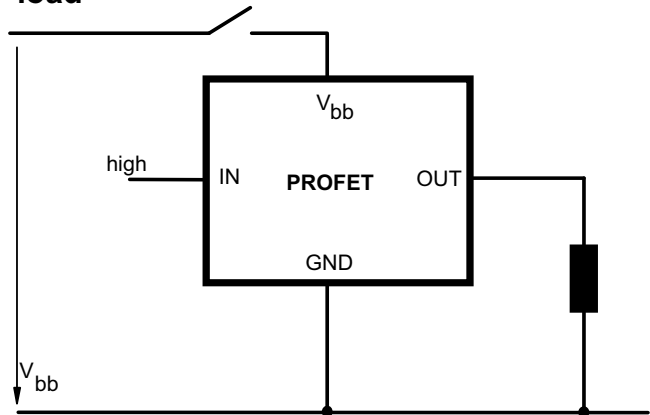 load
Vbb
high
IN
PROFET
OUT
GND
Vbb